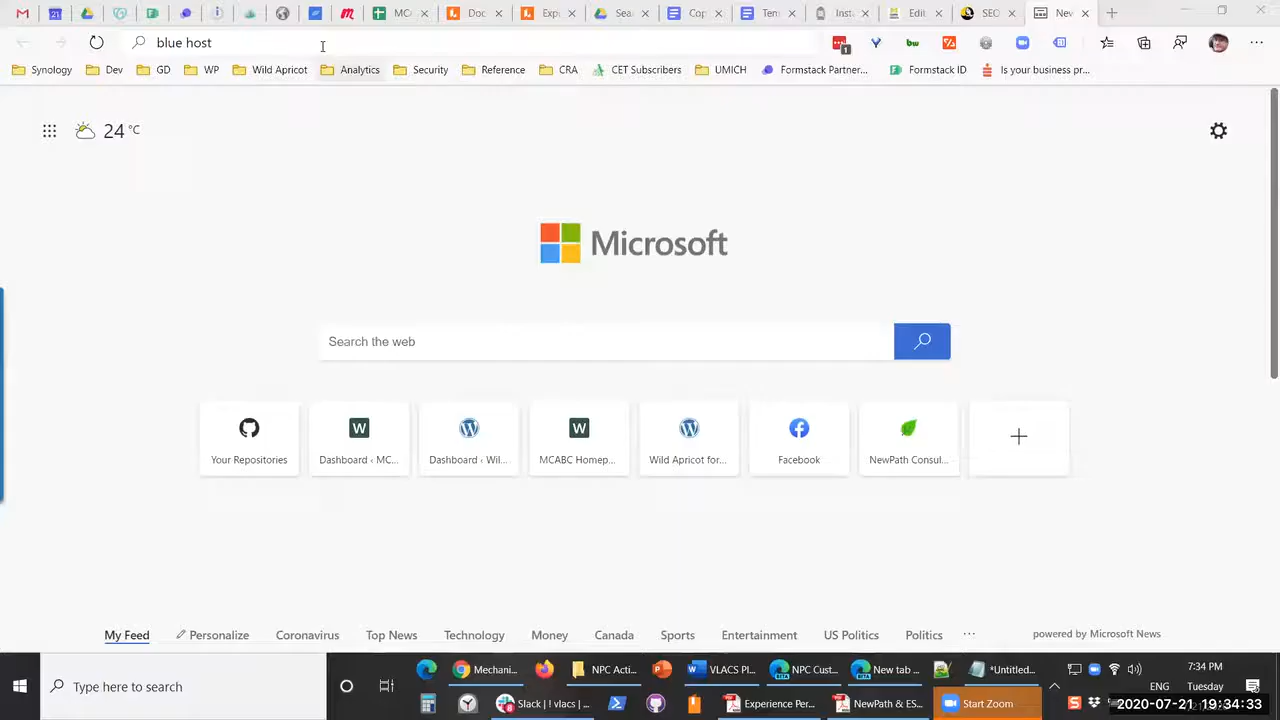 MC
Do
Exp
Sea
Cop
Ten
Inst
Edit
SEO
New
blue host
1
Synology
Dev
GD
WP
Wild Apricot
Analytics
Security
Reference
CRA
CET Subscribers
UMICH
Formstack Partner...
Formstack ID
Is your business pr...
24 °C
Microsoft
Search the web
Your Repositories
Dashboard ‹ MC...
Dashboard ‹ Wil...
MCABC Homep...
Wild Apricot for...
Facebook
NewPath Consul...
My Feed
Personalize
Coronavirus
Top News
Technology
Money
Canada
Sports
Entertainment
US Politics
Politics
...
powered by Microsoft News
Type here to search
Mechani...
NPC Acti...
VLACS Pl...
NPC Cust...
New tab ...
*Untitled...
7:34 PM
Slack | ! vlacs | ...
Experience Per...
NewPath & ES...
Start Zoom
ENG
Tuesday
2020-07-21 19:34:33